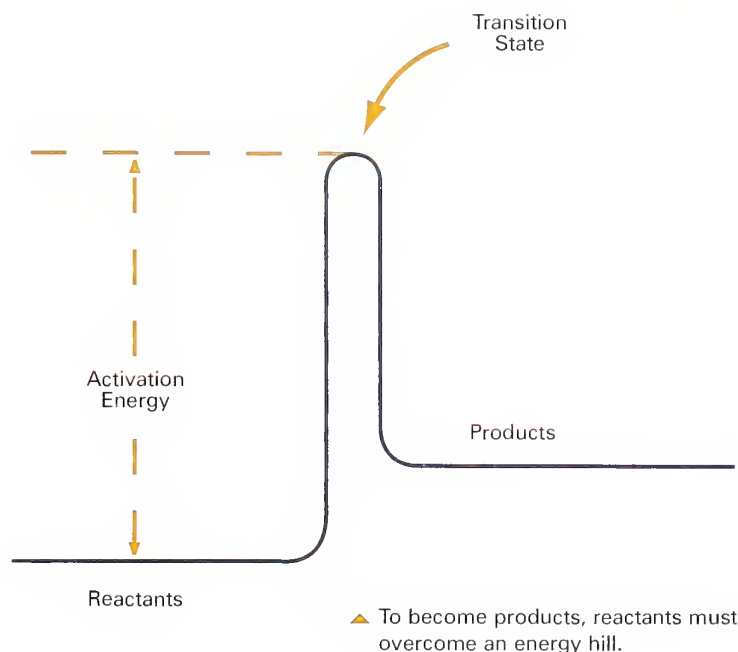 Transition
State
Activation
Energy
Products
Reactants
To become products, reactants must
overcome an energy hill.